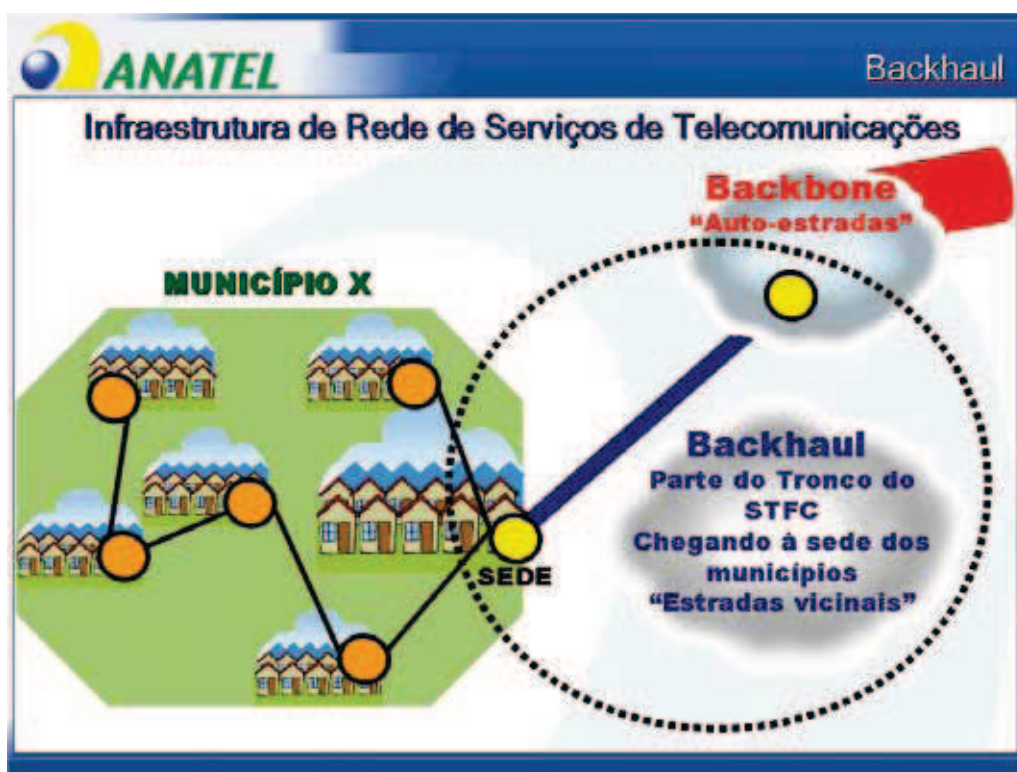 ANATEL
Backhaul
Infraestrutura de Rede de Serviços de Telecomunicações
Backbone
“Auto-estradas”
MUNICÍPIO X
Backhaul
Parte do Tronco do
STFC
Chegando à sede dos
municípios
“Estradas vicinais”
SEDE